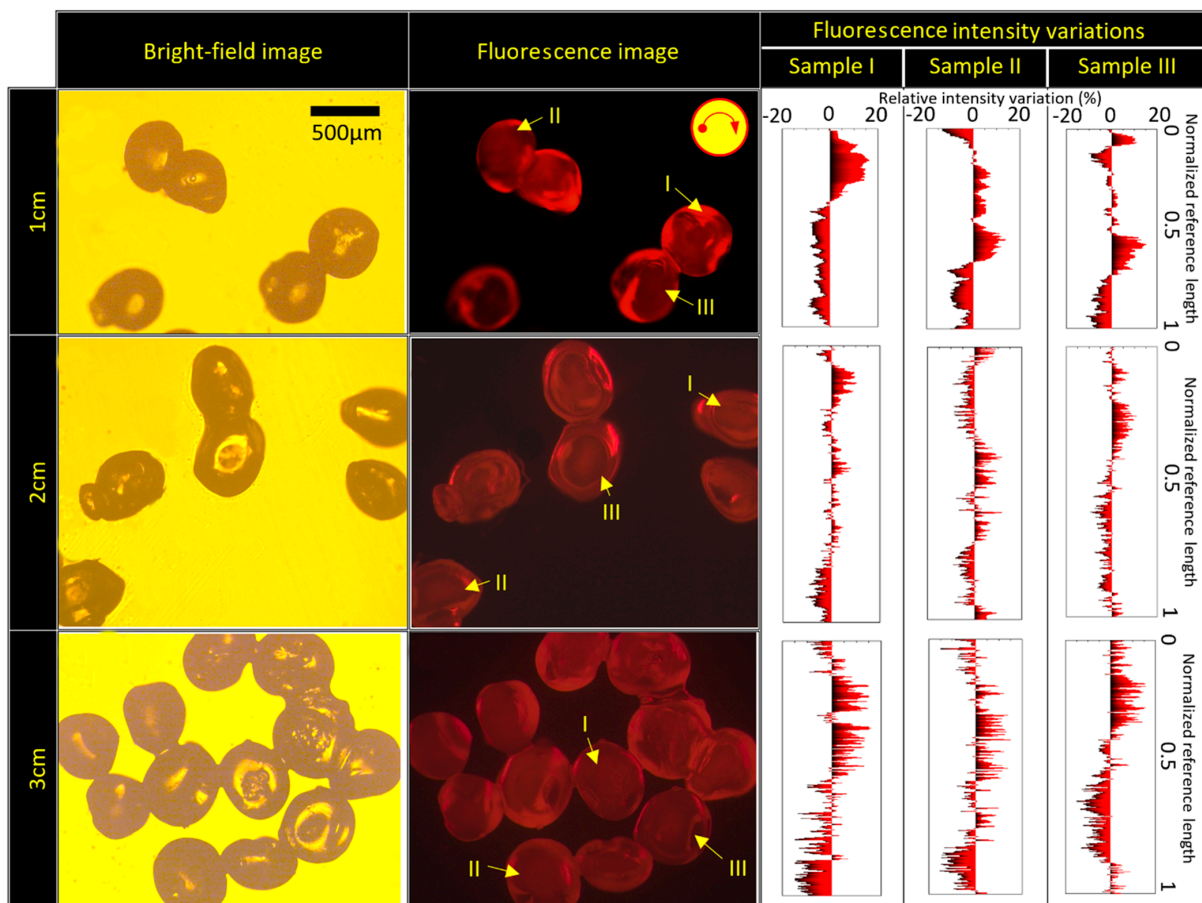 Bright-field image
Fluorescence image
Fluorescence intensity variations
Sample I
Sample II
Sample III
1cm
500µm
II
I
III
Relative intensity variation (%)
-20 0 20
-20 0 20
-20 0 20
Normalized reference length
0
0.5
1
2cm
I
III
II
Normalized reference length
0
0.5
1
3cm
I
II
III
Normalized reference length
0
0.5
1